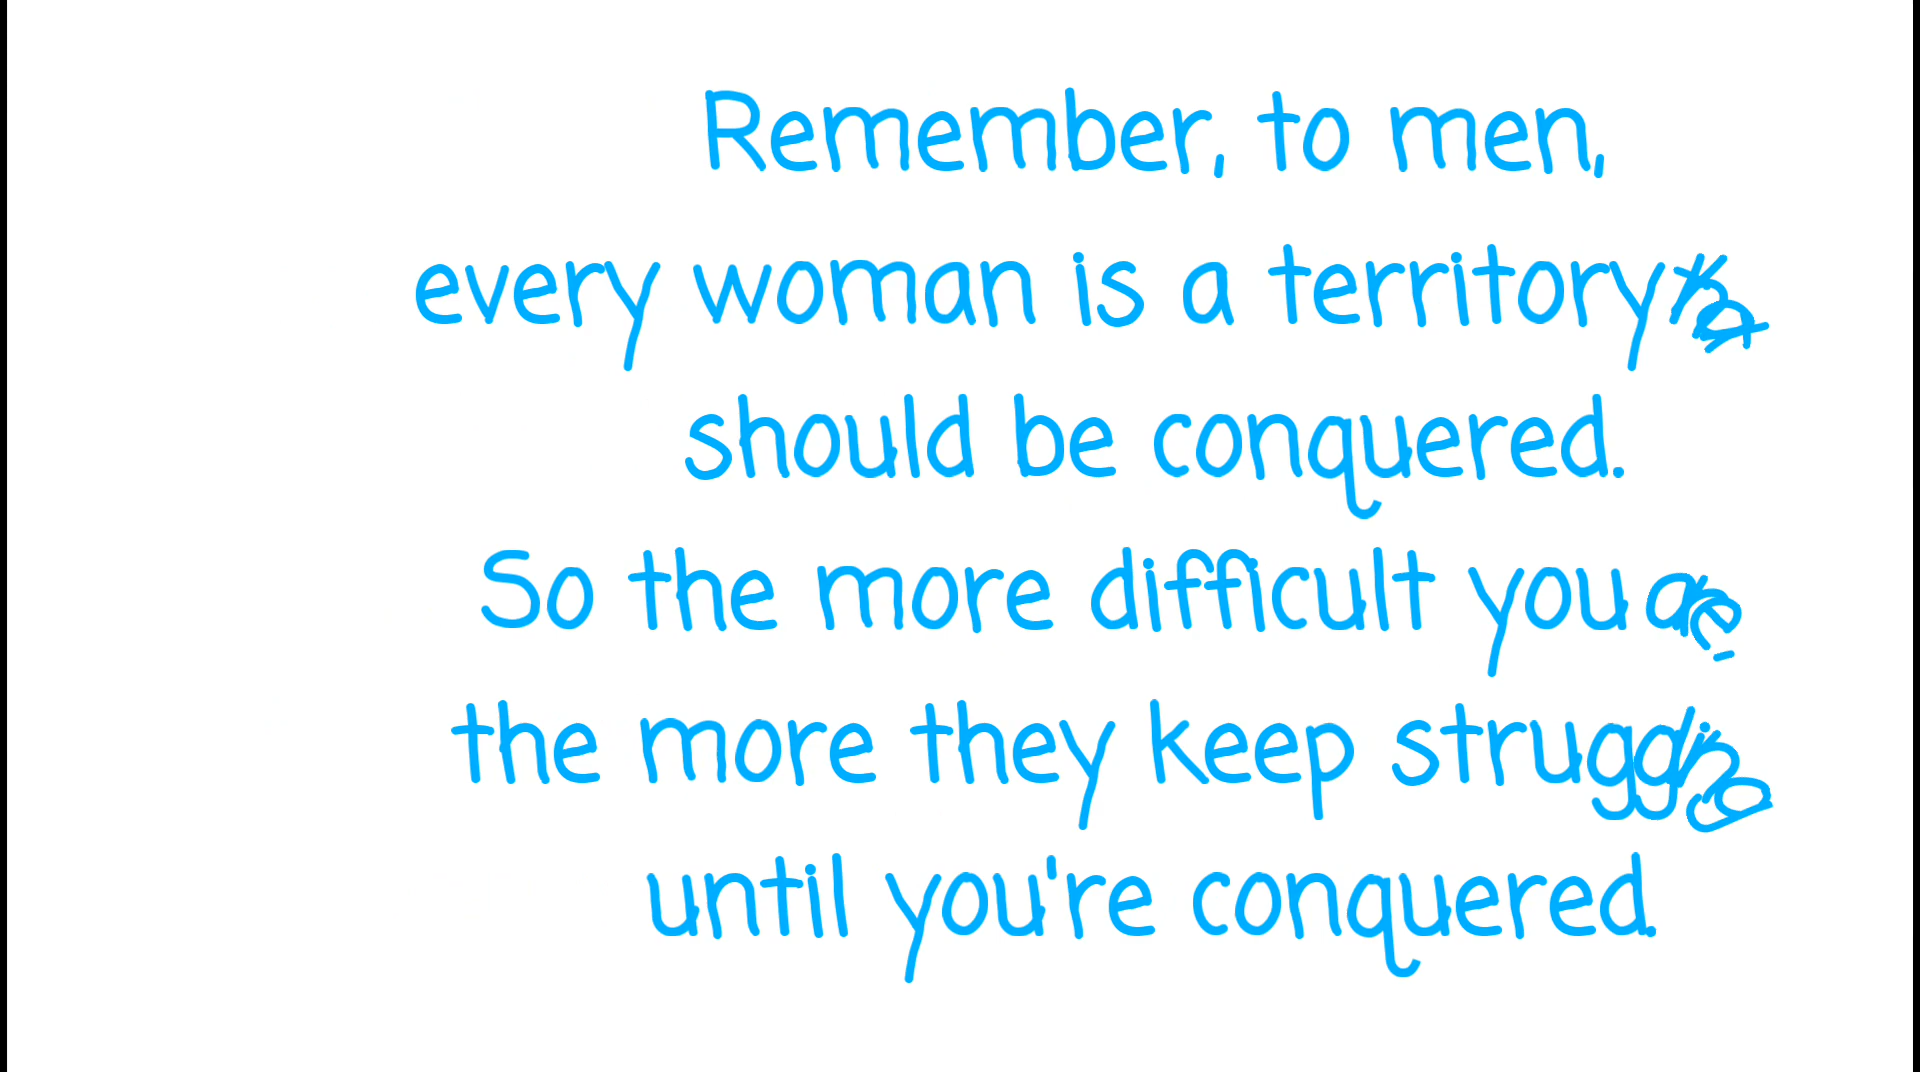 Remember, to men,
every woman is a territory that
should be conquered.
So the more difficult you are
the more they keep struggling
until you're conquered.